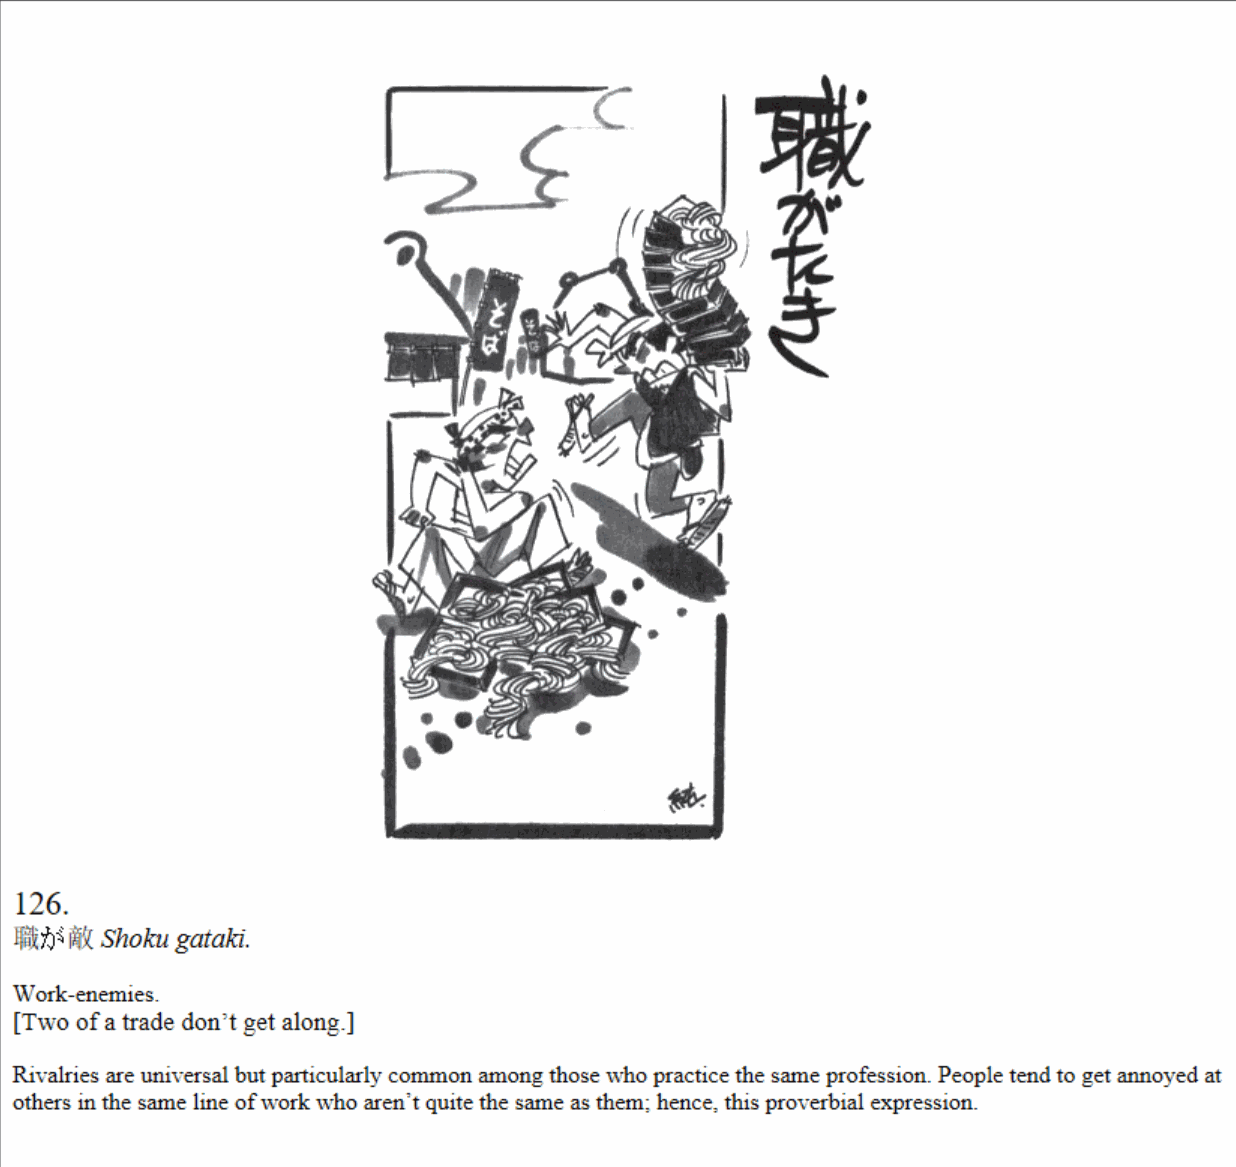 職がたき
そば
そば
126.
職が敵 Shoku gataki.
Work-enemies.
[Two of a trade don’t get along.]
Rivalries are universal but particularly common among those who practice the same profession. People tend to get annoyed at
others in the same line of work who aren’t quite the same as them; hence, this proverbial expression.